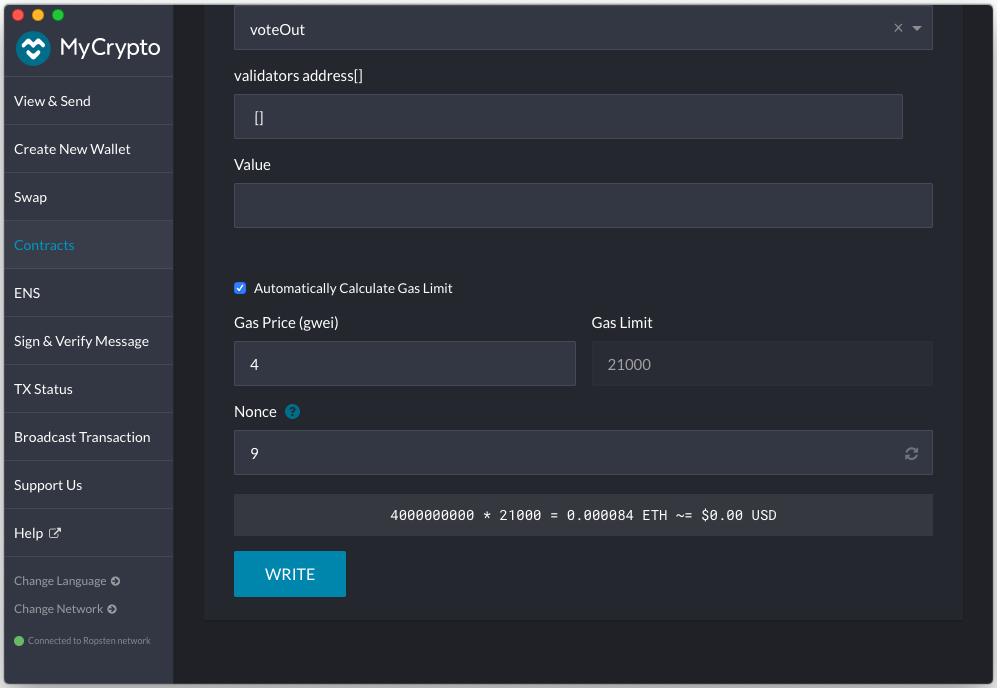 MyCrypto
View & Send
Create New Wallet
Swap
Contracts
ENS
Sign & Verify Message
TX Status
Broadcast Transaction
Support Us
Help
Change Language
Change Network
Connected to Ropsten network
voteOut
validators address[]
[]
Value
Automatically Calculate Gas Limit
Gas Price (gwei)
Gas Limit
4
21000
Nonce ?
9
4000000000 * 21000 = 0.000084 ETH ~= $0.00 USD
WRITE